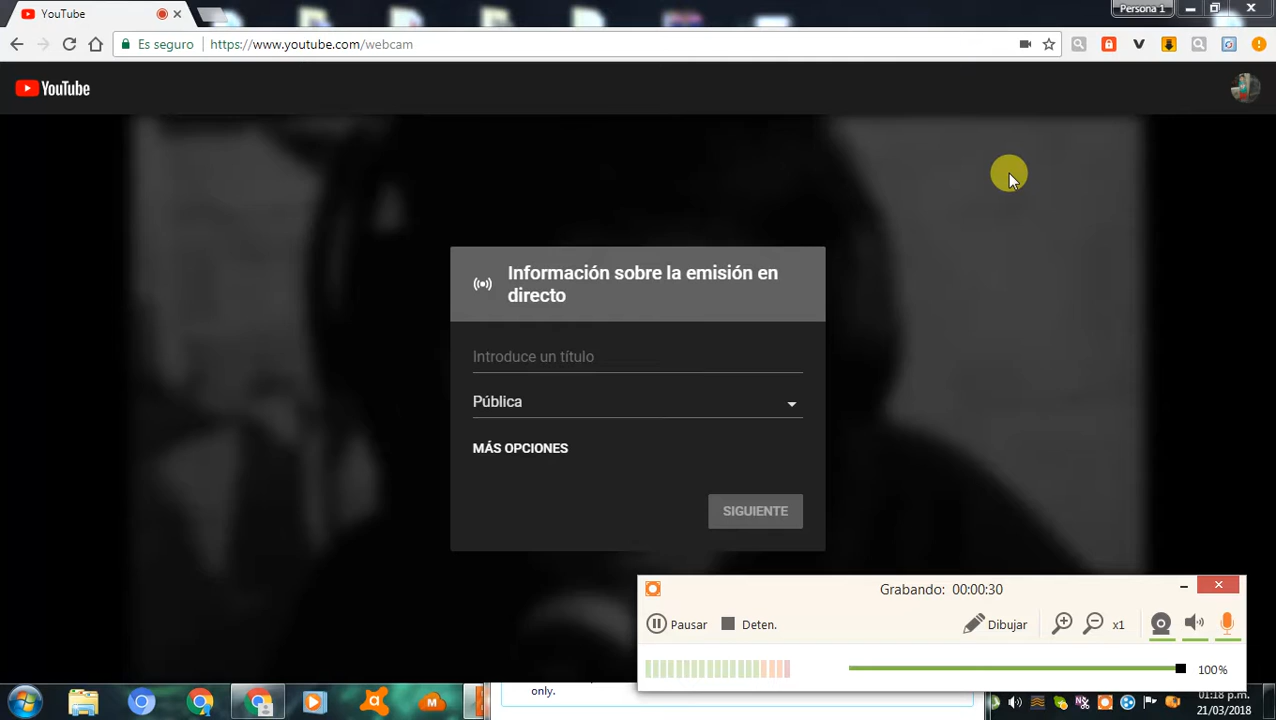 YouTube
Persona 1
Es seguro
https://www.youtube.com/webcam
YouTube
Información sobre la emisión en
directo
Introduce un título
Pública
MÁS OPCIONES
SIGUIENTE
Grabando: 00:00:30
Pausar
Deten.
Dibujar
x1
100%
only.
01:18 p.m.
21/03/2018